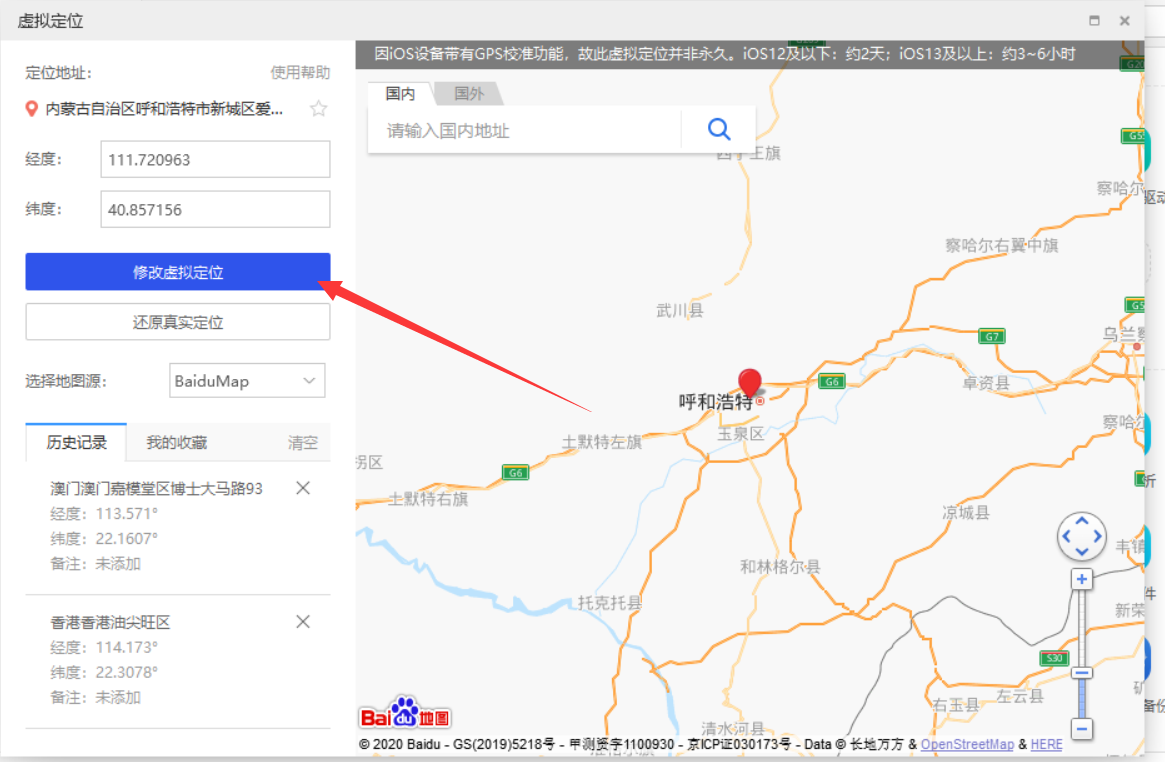 虚拟定位
定位地址:
使用帮助
内蒙古自治区呼和浩特市新城区爱...
经度:
111.720963
纬度:
40.857156
修改虚拟定位
还原真实定位
选择地图源:
BaiduMap
历史记录
我的收藏
清空
澳门澳门嘉模堂区博士大马路93
经度: 113.571°
纬度: 22.1607°
备注: 未添加
香港香港油尖旺区
经度: 114.173°
纬度: 22.3078°
备注: 未添加
因iOS设备带有GPS校准功能，故此虚拟定位并非永久。iOS12及以下：约2天；iOS13及以上：约3~6小时
国内
国外
请输入国内地址
四子王旗
察哈尔
驱动
察哈尔右翼中旗
武川县
G7
G6
卓资县
呼和浩特
玉泉区
土默特左旗
察哈尔
拐区
G6
土默特右旗
凉城县
丰镇
和林格尔县
托克托县
新荣
S30
左云县
右玉县
备份
清水河县
Bai du 地图
© 2020 Baidu - GS(2019)5218号 - 甲测资字1100930 - 京ICP证030173号 - Data © 长地万方 & OpenStreetMap & HERE